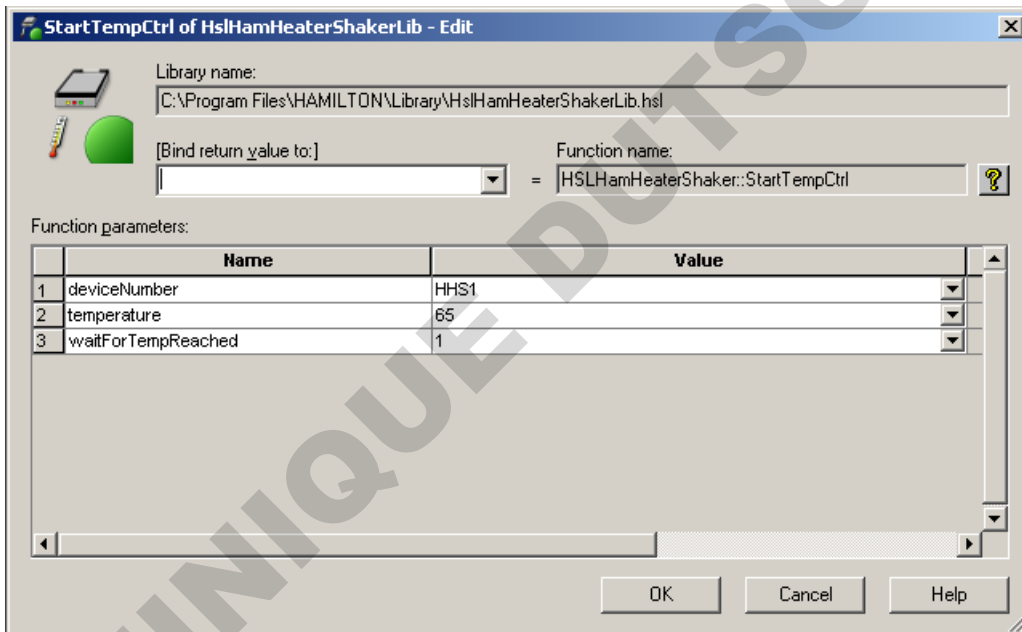 StartTempCtrl of HslHamHeaterShakerLib - Edit
Library name:
C:\Program Files\HAMILTON\Library\HslHamHeaterShakerLib.hsl
[Bind return value to:]
Function name:
= HSLHamHeaterShaker::StartTempCtrl
Function parameters:
Name Value
1 deviceNumber HHS1
2 temperature 65
3 waitForTempReached 1
OK Cancel Help
UNIQUE DUTSC